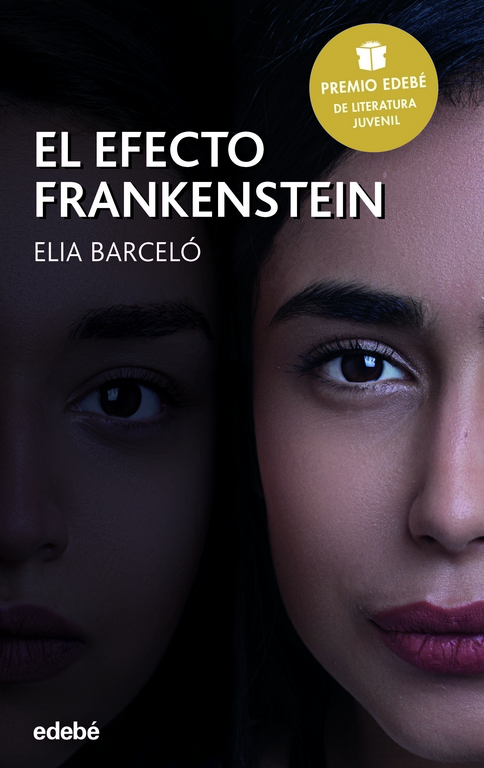 PREMIO EDEBÉ
DE LITERATURA
JUVENIL
EL EFECTO
FRANKENSTEIN
ELIA BARCELÓ
edebé